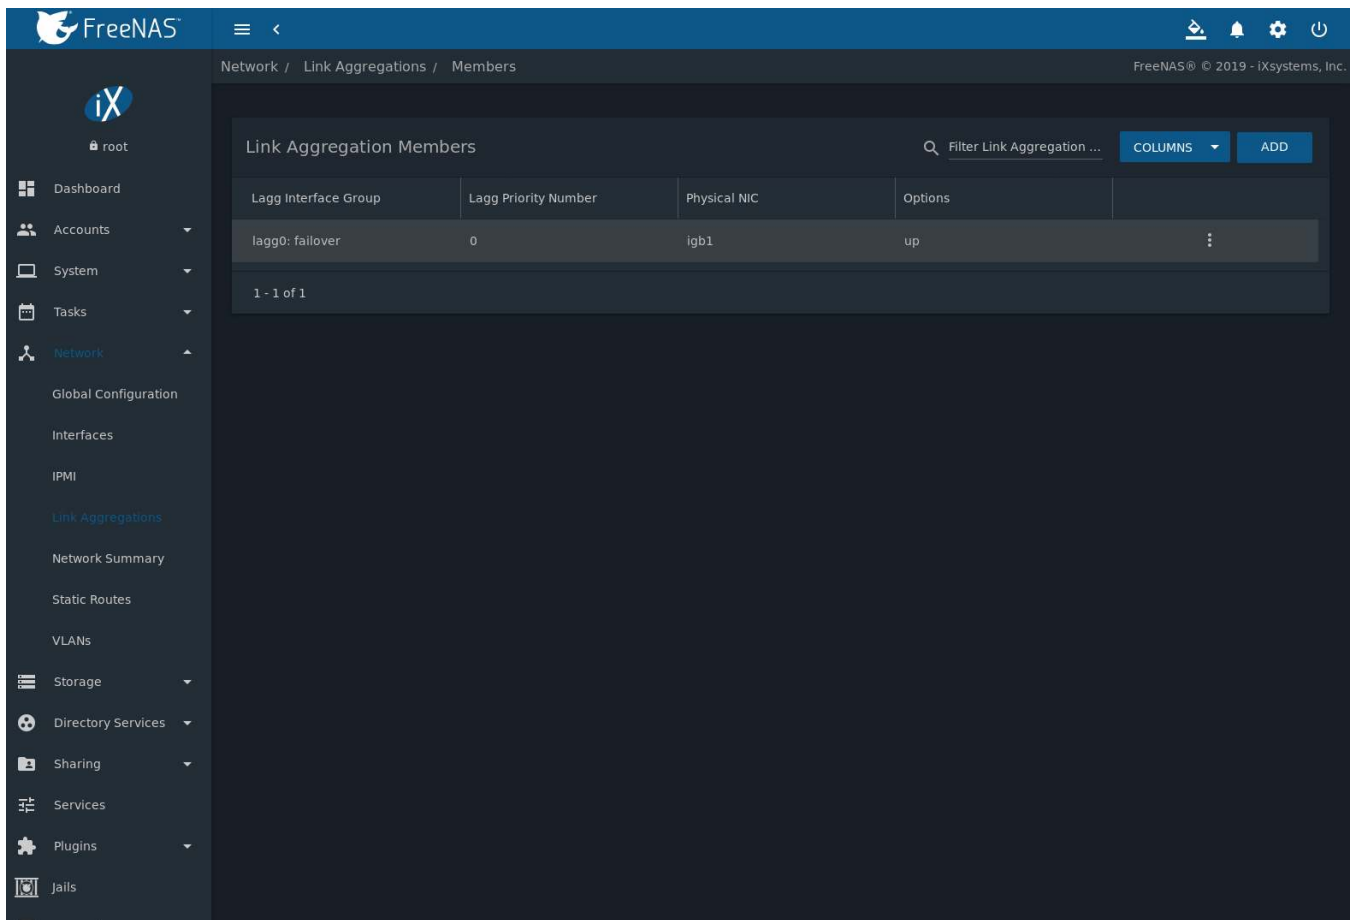 FreeNAS
Network / Link Aggregations / Members
FreeNAS® © 2019 - iXsystems, Inc.
iX
root
Dashboard
Accounts
System
Tasks
Network
Global Configuration
Interfaces
IPMI
Link Aggregations
Network Summary
Static Routes
VLANs
Storage
Directory Services
Sharing
Services
Plugins
Jails
Link Aggregation Members
Filter Link Aggregation ...
COLUMNS
ADD
Lagg Interface Group Lagg Priority Number Physical NIC Options
lagg0: failover 0 igb1 up
1 - 1 of 1